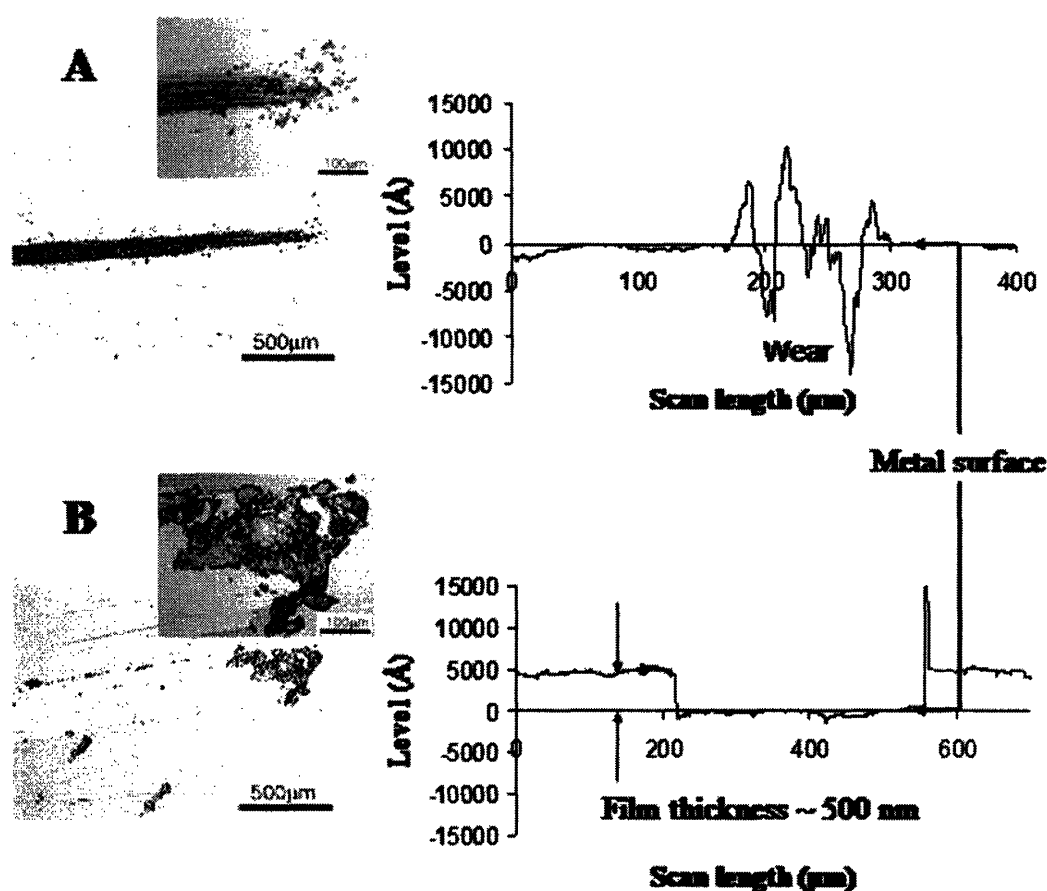 A
100µm
500µm
15000
10000
5000
0
-5000
-10000
-15000
Level (Å)
0
100
200
300
400
Wear
Scan length (µm)
Metal surface
B
100µm
500µm
15000
10000
5000
0
-5000
-10000
-15000
Level (Å)
0
200
400
600
Film thickness ~ 500 nm
Scan length (µm)